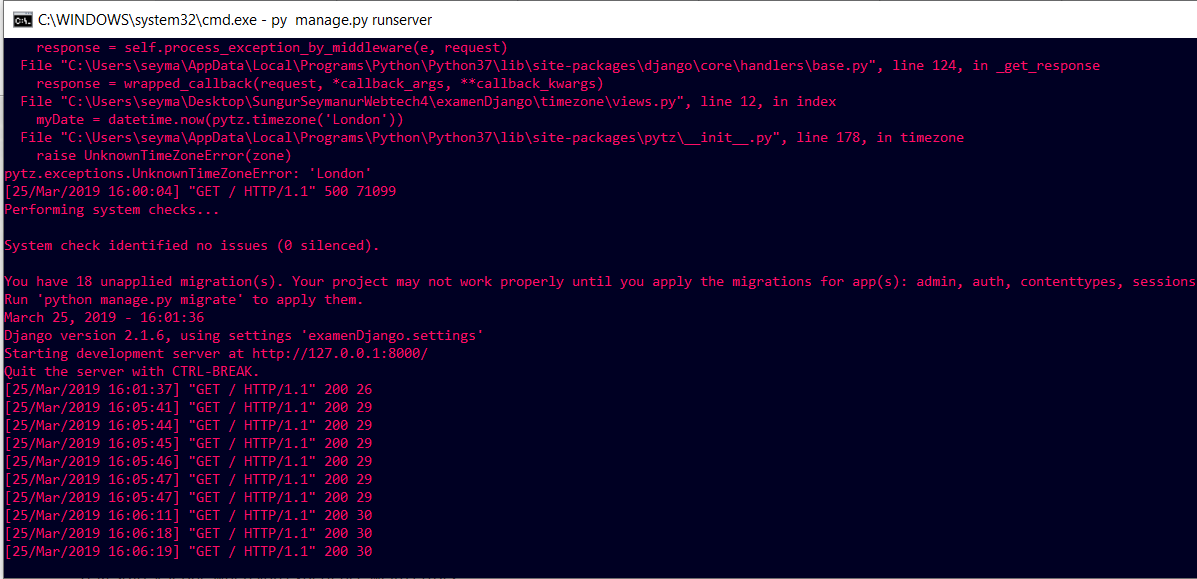 C:\WINDOWS\system32\cmd.exe - py  manage.py runserver
    response = self.process_exception_by_middleware(e, request)
  File "C:\Users\seyma\AppData\Local\Programs\Python\Python37\lib\site-packages\django\core\handlers\base.py", line 124, in _get_response
    response = wrapped_callback(request, *callback_args, **callback_kwargs)
  File "C:\Users\seyma\Desktop\SungurSeymanurWebtech4\examenDjango\timezone\views.py", line 12, in index
    myDate = datetime.now(pytz.timezone('London'))
  File "C:\Users\seyma\AppData\Local\Programs\Python\Python37\lib\site-packages\pytz\__init__.py", line 178, in timezone
    raise UnknownTimeZoneError(zone)
pytz.exceptions.UnknownTimeZoneError: 'London'
[25/Mar/2019 16:00:04] "GET / HTTP/1.1" 500 71099
Performing system checks...

System check identified no issues (0 silenced).

You have 18 unapplied migration(s). Your project may not work properly until you apply the migrations for app(s): admin, auth, contenttypes, sessions
Run 'python manage.py migrate' to apply them.
March 25, 2019 - 16:01:36
Django version 2.1.6, using settings 'examenDjango.settings'
Starting development server at http://127.0.0.1:8000/
Quit the server with CTRL-BREAK.
[25/Mar/2019 16:01:37] "GET / HTTP/1.1" 200 26
[25/Mar/2019 16:05:41] "GET / HTTP/1.1" 200 29
[25/Mar/2019 16:05:44] "GET / HTTP/1.1" 200 29
[25/Mar/2019 16:05:45] "GET / HTTP/1.1" 200 29
[25/Mar/2019 16:05:46] "GET / HTTP/1.1" 200 29
[25/Mar/2019 16:05:47] "GET / HTTP/1.1" 200 29
[25/Mar/2019 16:05:47] "GET / HTTP/1.1" 200 29
[25/Mar/2019 16:06:11] "GET / HTTP/1.1" 200 30
[25/Mar/2019 16:06:18] "GET / HTTP/1.1" 200 30
[25/Mar/2019 16:06:19] "GET / HTTP/1.1" 200 30